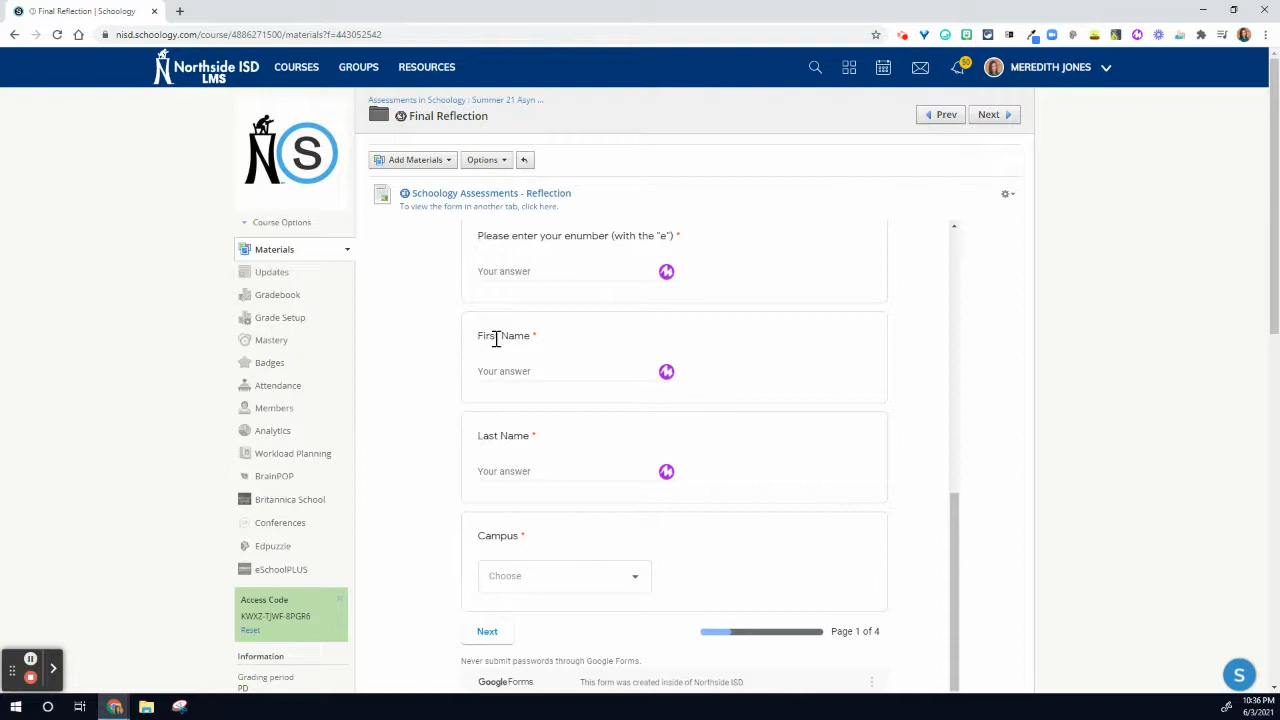 Final Reflection | Schoology
nisd.schoology.com/course/4886271500/materials?f=443052542
Northside ISD
LMS
COURSES
GROUPS
RESOURCES
50
MEREDITH JONES
Assessments in Schoology : Summer 21 Asyn ...
Final Reflection
Prev
Next
Add Materials
Options
Schoology Assessments - Reflection
To view the form in another tab, click here.
N S
Course Options
Materials
Updates
Gradebook
Grade Setup
Mastery
Badges
Attendance
Members
Analytics
Workload Planning
BrainPOP
Britannica School
Conferences
Edpuzzle
eSchoolPLUS
Access Code
KWXZ-TJWF-8PGR6
Reset
Information
Grading period
PD
Please enter your enumber (with the "e") *
Your answer
First Name *
Your answer
Last Name *
Your answer
Campus *
Choose
Next
Page 1 of 4
Never submit passwords through Google Forms.
Google Forms
This form was created inside of Northside ISD.
S
10:36 PM
6/3/2021